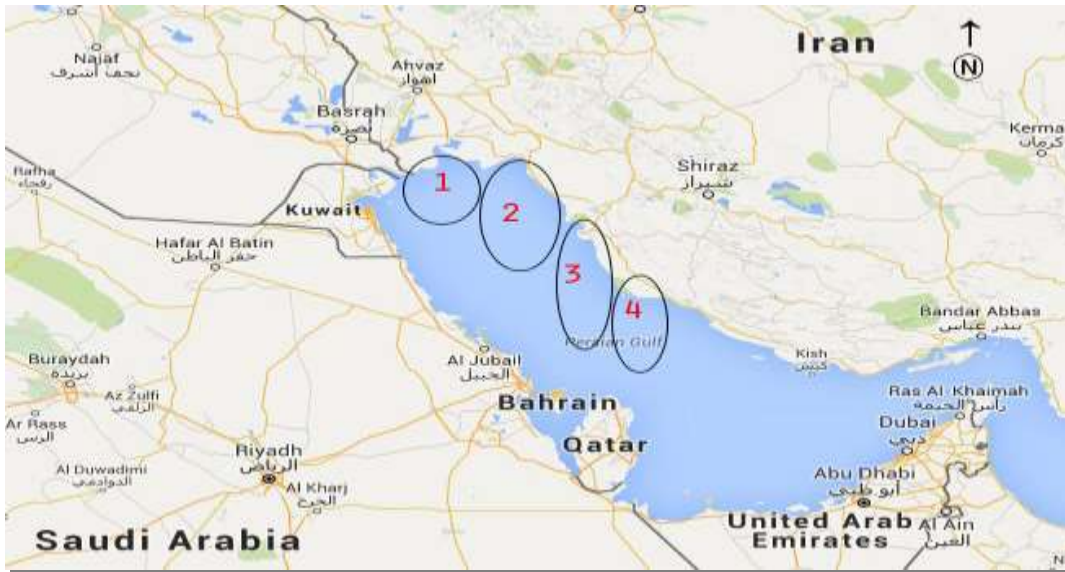 Iran
N
Najaf
نجف أشرف
Ahvaz
اهواز
Basrah
بصرة
Kerma
کرمان
Shiraz
شیراز
Rafha
رفحاء
1
2
3
4
Kuwait
Hafar Al Batin
حفر الباطن
Bandar Abbas
بندر عباس
Persian Gulf
Kish
کیش
Buraydah
بريدة
Al Jubail
الجبيل
Az Zulfi
الزلفي
Ar Rass
الرس
Bahrain
Ras Al-Khaimah
رأس الخيمة
Dubai
دبي
Qatar
Riyadh
الرياض
Al Duwadimi
الدوادمي
Al Kharj
الخرج
Abu Dhabi
أبو ظبي
United Arab
Emirates
Al Ain
العين
Saudi Arabia